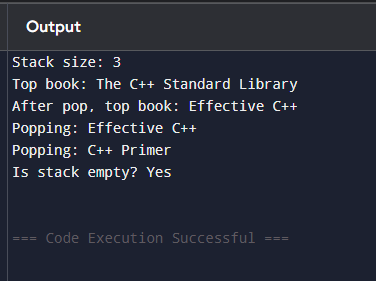 Output
Stack size: 3
Top book: The C++ Standard Library
After pop, top book: Effective C++
Popping: Effective C++
Popping: C++ Primer
Is stack empty? Yes
=== Code Execution Successful ===